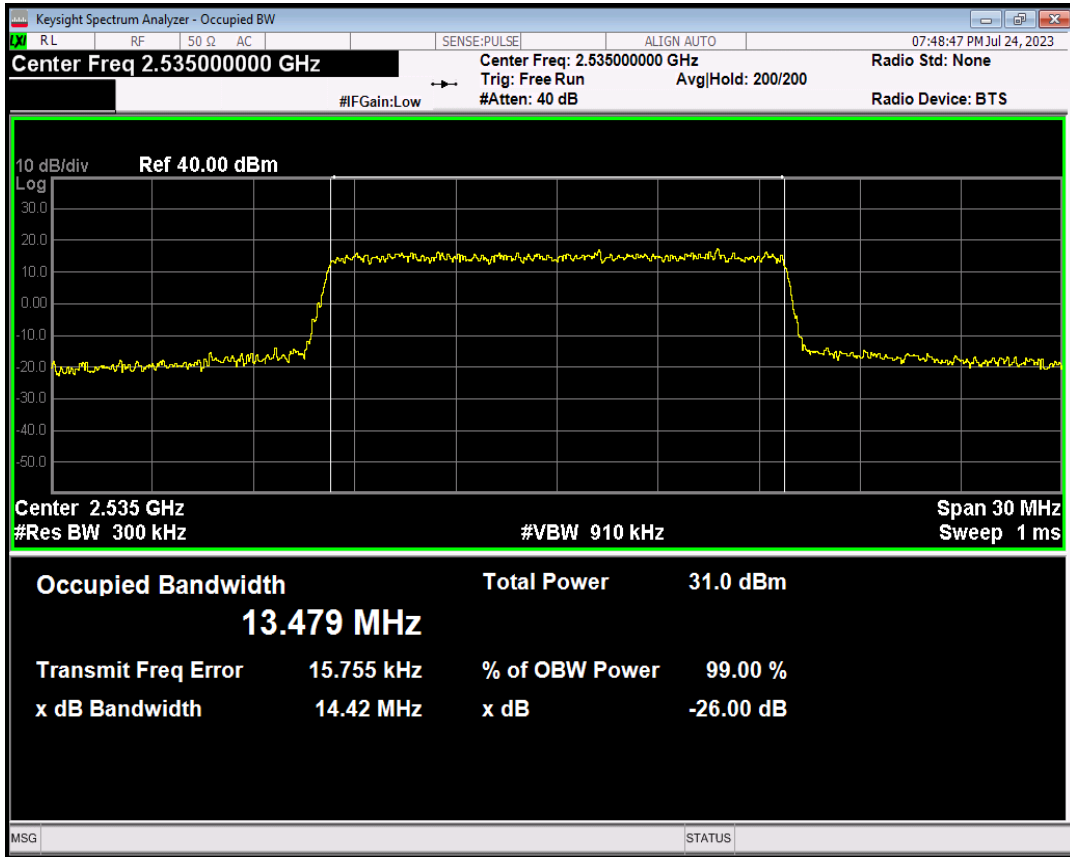 Keysight Spectrum Analyzer - Occupied BW
LXI RL RF 50 Ω AC SENSE:PULSE ALIGN AUTO 07:48:47 PM Jul 24, 2023
Center Freq 2.535000000 GHz Center Freq: 2.535000000 GHz Radio Std: None
Trig: Free Run Avg|Hold: 200/200
#IFGain:Low #Atten: 40 dB Radio Device: BTS
10 dB/div Ref 40.00 dBm
Log
30.0
20.0
10.0
0.00
-10.0
-20.0
-30.0
-40.0
-50.0
Center 2.535 GHz Span 30 MHz
#Res BW 300 kHz #VBW 910 kHz Sweep 1 ms
Occupied Bandwidth Total Power 31.0 dBm
13.479 MHz
Transmit Freq Error 15.755 kHz % of OBW Power 99.00 %
x dB Bandwidth 14.42 MHz x dB -26.00 dB
MSG STATUS